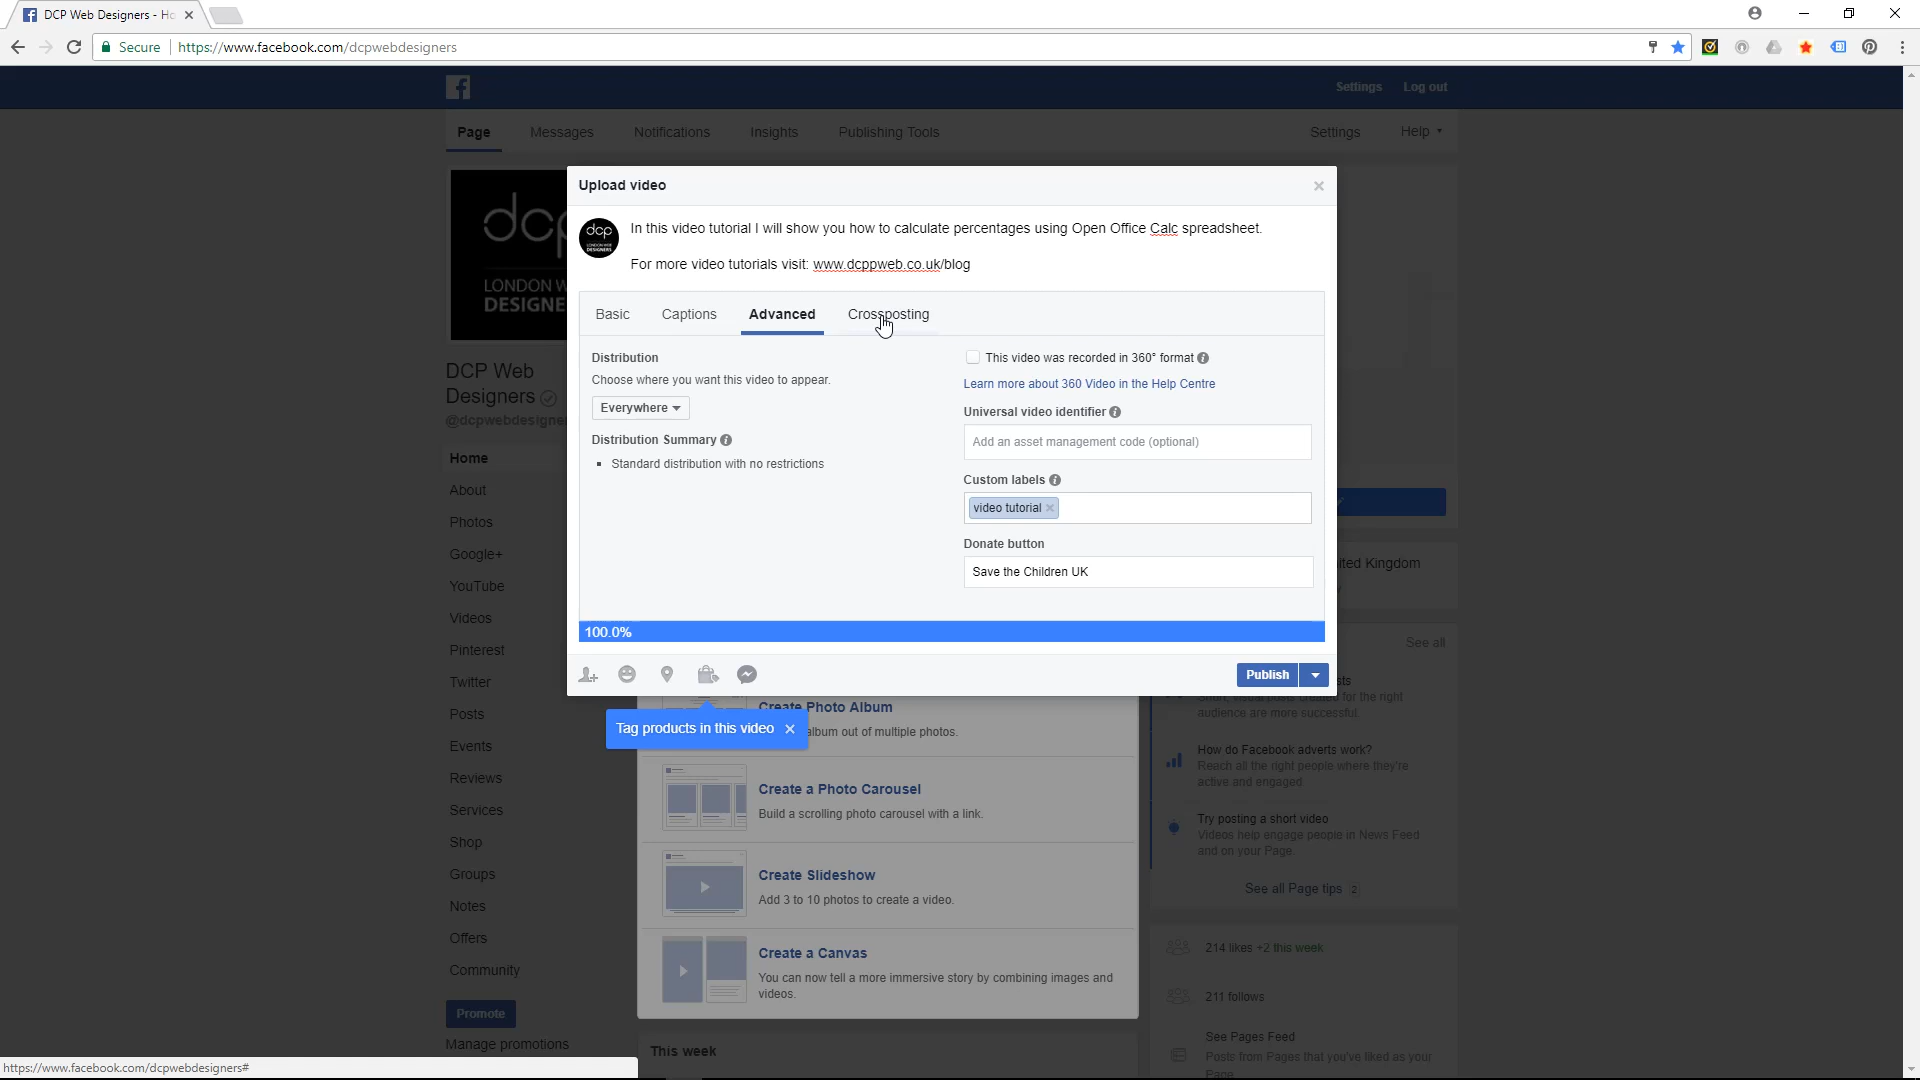 DCP Web Designers - Ho
Secure
https://www.facebook.com/dcpwebdesigners
Settings
Log out
Page
Messages
Notifications
Insights
Publishing Tools
Settings
Help
dcp
LONDON W
DESIGNE
DCP Web
Designers
@dcpwebdesigner
Home
About
Photos
Google+
YouTube
Videos
Pinterest
Twitter
Posts
Events
Reviews
Services
Shop
Groups
Notes
Offers
Community
Promote
Manage promotions
Upload video
dcp
In this video tutorial I will show you how to calculate percentages using Open Office Calc spreadsheet.
For more video tutorials visit: www.dcppweb.co.uk/blog
Basic
Captions
Advanced
Crossposting
Distribution
Choose where you want this video to appear.
Everywhere
Distribution Summary
Standard distribution with no restrictions
This video was recorded in 360° format
Learn more about 360 Video in the Help Centre
Universal video identifier
Add an asset management code (optional)
Custom labels
video tutorial
Donate button
Save the Children UK
100.0%
Publish
Tag products in this video
Create Photo Album
album out of multiple photos.
Create a Photo Carousel
Build a scrolling photo carousel with a link.
Create Slideshow
Add 3 to 10 photos to create a video.
Create a Canvas
You can now tell a more immersive story by combining images and
videos.
This week
ited Kingdom
See all
sts
Short, visual posts created for the right
audience are more successful.
How do Facebook adverts work?
Reach all the right people where they're
active and engaged
Try posting a short video
Videos help engage people in News Feed
and on your Page.
See all Page tips 2
214 likes +2 this week
211 follows
See Pages Feed
Posts from Pages that you've liked as your
Page
https://www.facebook.com/dcpwebdesigners#